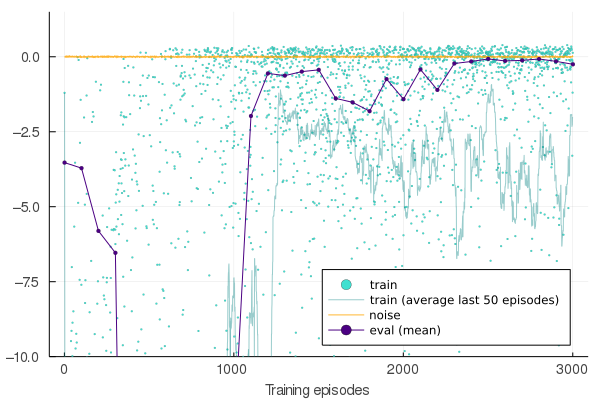 0.0
−2.5
−5.0
−7.5
−10.0
train
train (average last 50 episodes)
noise
eval (mean)
0
1000
2000
3000
Training episodes